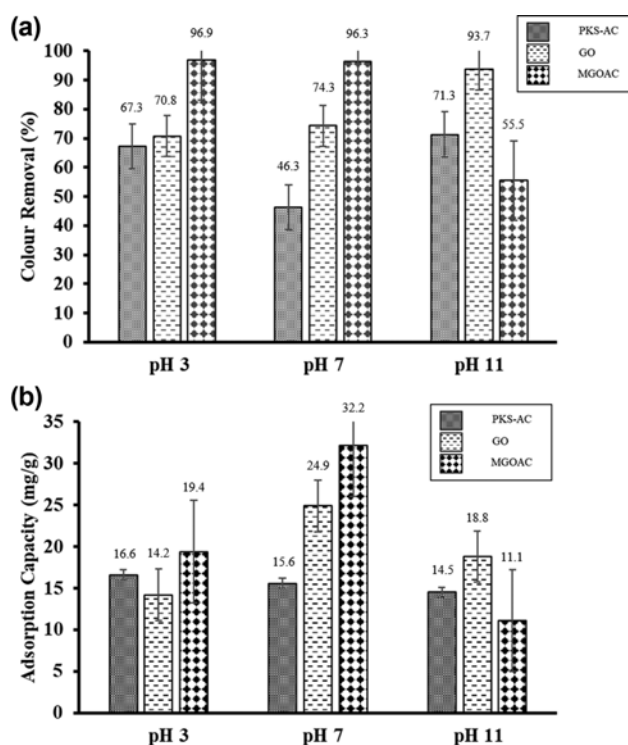 (a)
PKS-AC
GO
MGOAC
Colour Removal (%)
100
90
80
70
60
50
40
30
20
10
0
67.3
70.8
96.9
46.3
74.3
96.3
71.3
93.7
55.5
pH 3
pH 7
pH 11
(b)
PKS-AC
GO
MGOAC
Adsorption Capacity (mg/g)
35
30
25
20
15
10
5
0
16.6
14.2
19.4
15.6
24.9
32.2
14.5
18.8
11.1
pH 3
pH 7
pH 11